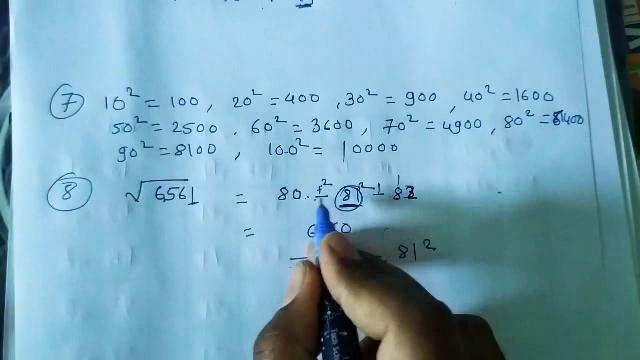 ⑦ 10² = 100 , 20² = 400 , 30² = 900 , 40² = 1600
50² = 2500 . 60² = 3600 , 70² = 4900 , 80² = 6400
90² = 8100 , 100² = 10000
⑧ √6561 = 80 81²
=
81²